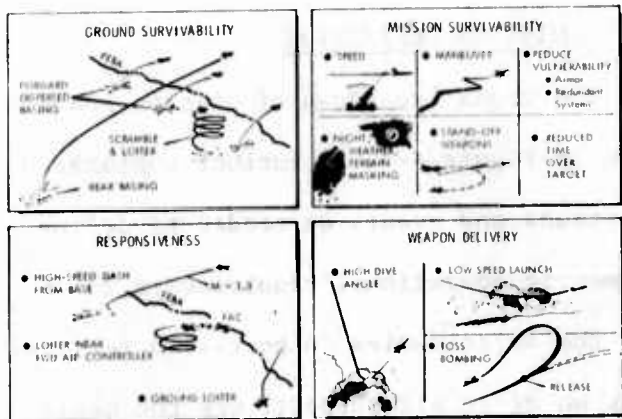 GROUND SURVIVABILITY
FEBA
FORWARD
DISPERSED
BASING
SCRAMBLE
& LOITER
REAR BASING
MISSION SURVIVABILITY
● SPEED
● MANEUVER
● REDUCE
VULNERABILITY
● Armor
● Redundant
Systems
● NIGHT
WEATHER
TERRAIN
MASKING
● STAND-OFF
WEAPONS
● REDUCED
TIME
OVER
TARGET
RESPONSIVENESS
● HIGH-SPEED DASH
FROM BASE
FEBA
FAC
● LOITER NEAR
FWD AIR CONTROLLER
● GROUND LOITER
WEAPON DELIVERY
● HIGH DIVE
ANGLE
● LOW SPEED LAUNCH
● TOSS
BOMBING
RELEASE